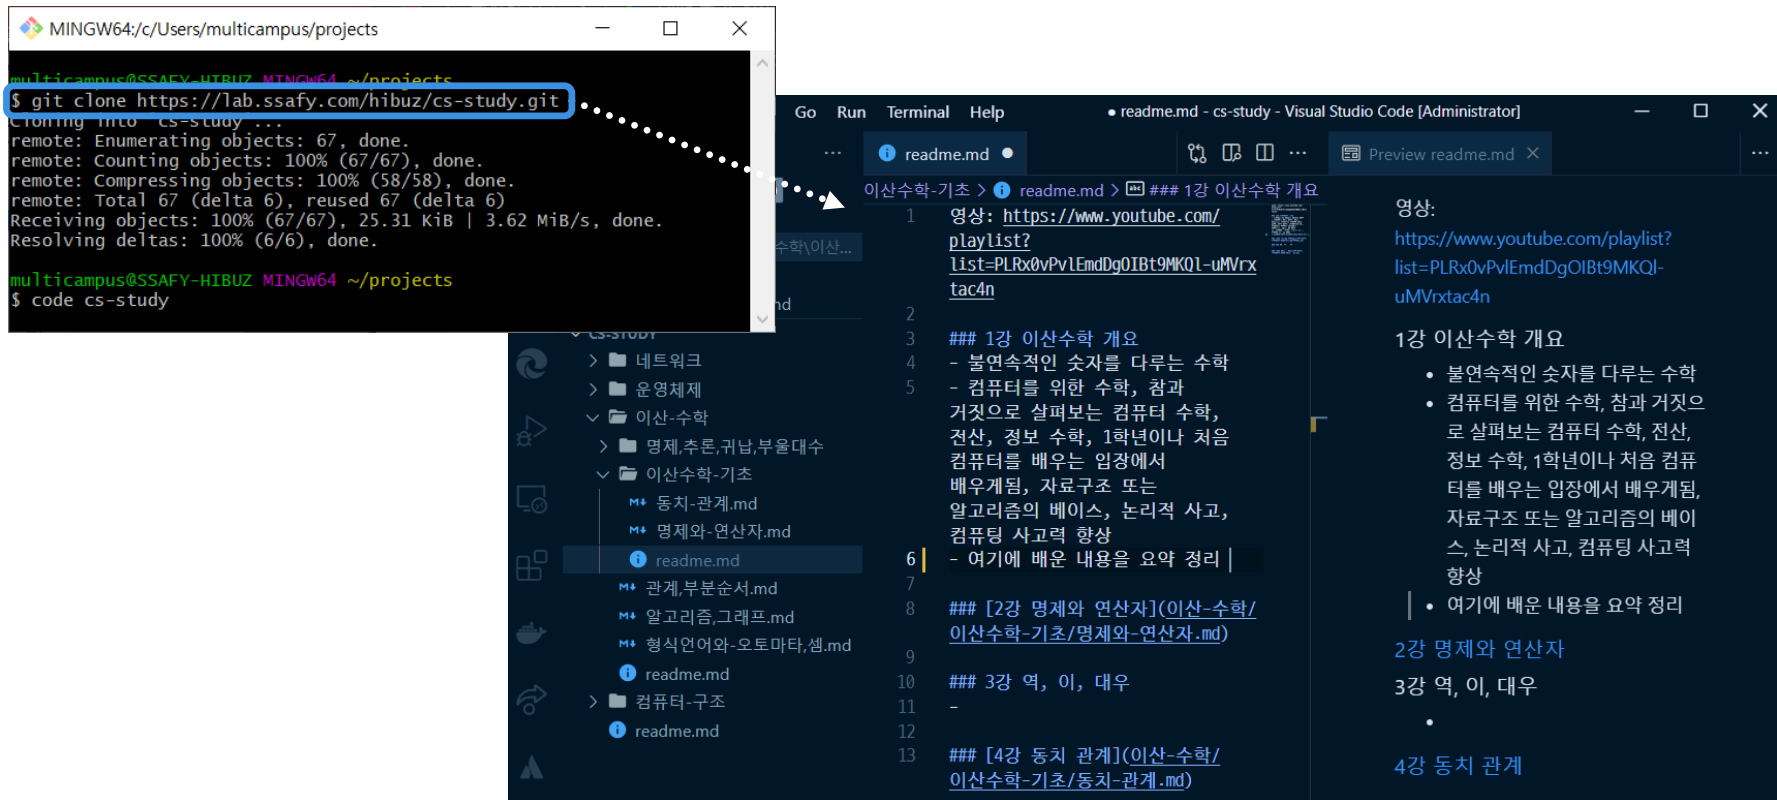 MINGW64:/c/Users/multicampus/projects
multicampus@SSAFY-HIBUZ MINGW64 ~/projects
$ git clone https://lab.ssafy.com/hibuz/cs-study.git
Cloning into 'cs-study'...
remote: Enumerating objects: 67, done.
remote: Counting objects: 100% (67/67), done.
remote: Compressing objects: 100% (58/58), done.
remote: Total 67 (delta 6), reused 67 (delta 6)
Receiving objects: 100% (67/67), 25.31 KiB | 3.62 MiB/s, done.
Resolving deltas: 100% (6/6), done.
multicampus@SSAFY-HIBUZ MINGW64 ~/projects
$ code cs-study
Go Run Terminal Help
● readme.md - cs-study - Visual Studio Code [Administrator]
수학\이산...
CS-STUDY
네트워크
운영체제
이산-수학
명제,추론,귀납,부울대수
이산수학-기초
동치-관계.md
명제와-연산자.md
readme.md
관계,부분순서.md
알고리즘,그래프.md
형식언어와-오토마타,셈.md
readme.md
컴퓨터-구조
readme.md
readme.md ●
이산수학-기초 > readme.md > ### 1강 이산수학 개요
1 영상: https://www.youtube.com/
playlist?
list=PLRx0vPvlEmdDgOIBt9MKQl-uMVrx
tac4n
2
3 ### 1강 이산수학 개요
4 - 불연속적인 숫자를 다루는 수학
5 - 컴퓨터를 위한 수학, 참과
거짓으로 살펴보는 컴퓨터 수학,
전산, 정보 수학, 1학년이나 처음
컴퓨터를 배우는 입장에서
배우게됨, 자료구조 또는
알고리즘의 베이스, 논리적 사고,
컴퓨팅 사고력 향상
6 - 여기에 배운 내용을 요약 정리
7
8 ### [2강 명제와 연산자](이산-수학/
이산수학-기초/명제와-연산자.md)
9
10 ### 3강 역, 이, 대우
11 -
12
13 ### [4강 동치 관계](이산-수학/
이산수학-기초/동치-관계.md)
Preview readme.md
영상:
https://www.youtube.com/playlist?
list=PLRx0vPvlEmdDgOIBt9MKQl-
uMVrxtac4n
1강 이산수학 개요
• 불연속적인 숫자를 다루는 수학
• 컴퓨터를 위한 수학, 참과 거짓으
로 살펴보는 컴퓨터 수학, 전산,
정보 수학, 1학년이나 처음 컴퓨
터를 배우는 입장에서 배우게됨,
자료구조 또는 알고리즘의 베이
스, 논리적 사고, 컴퓨팅 사고력
향상
• 여기에 배운 내용을 요약 정리
2강 명제와 연산자
3강 역, 이, 대우
•
4강 동치 관계